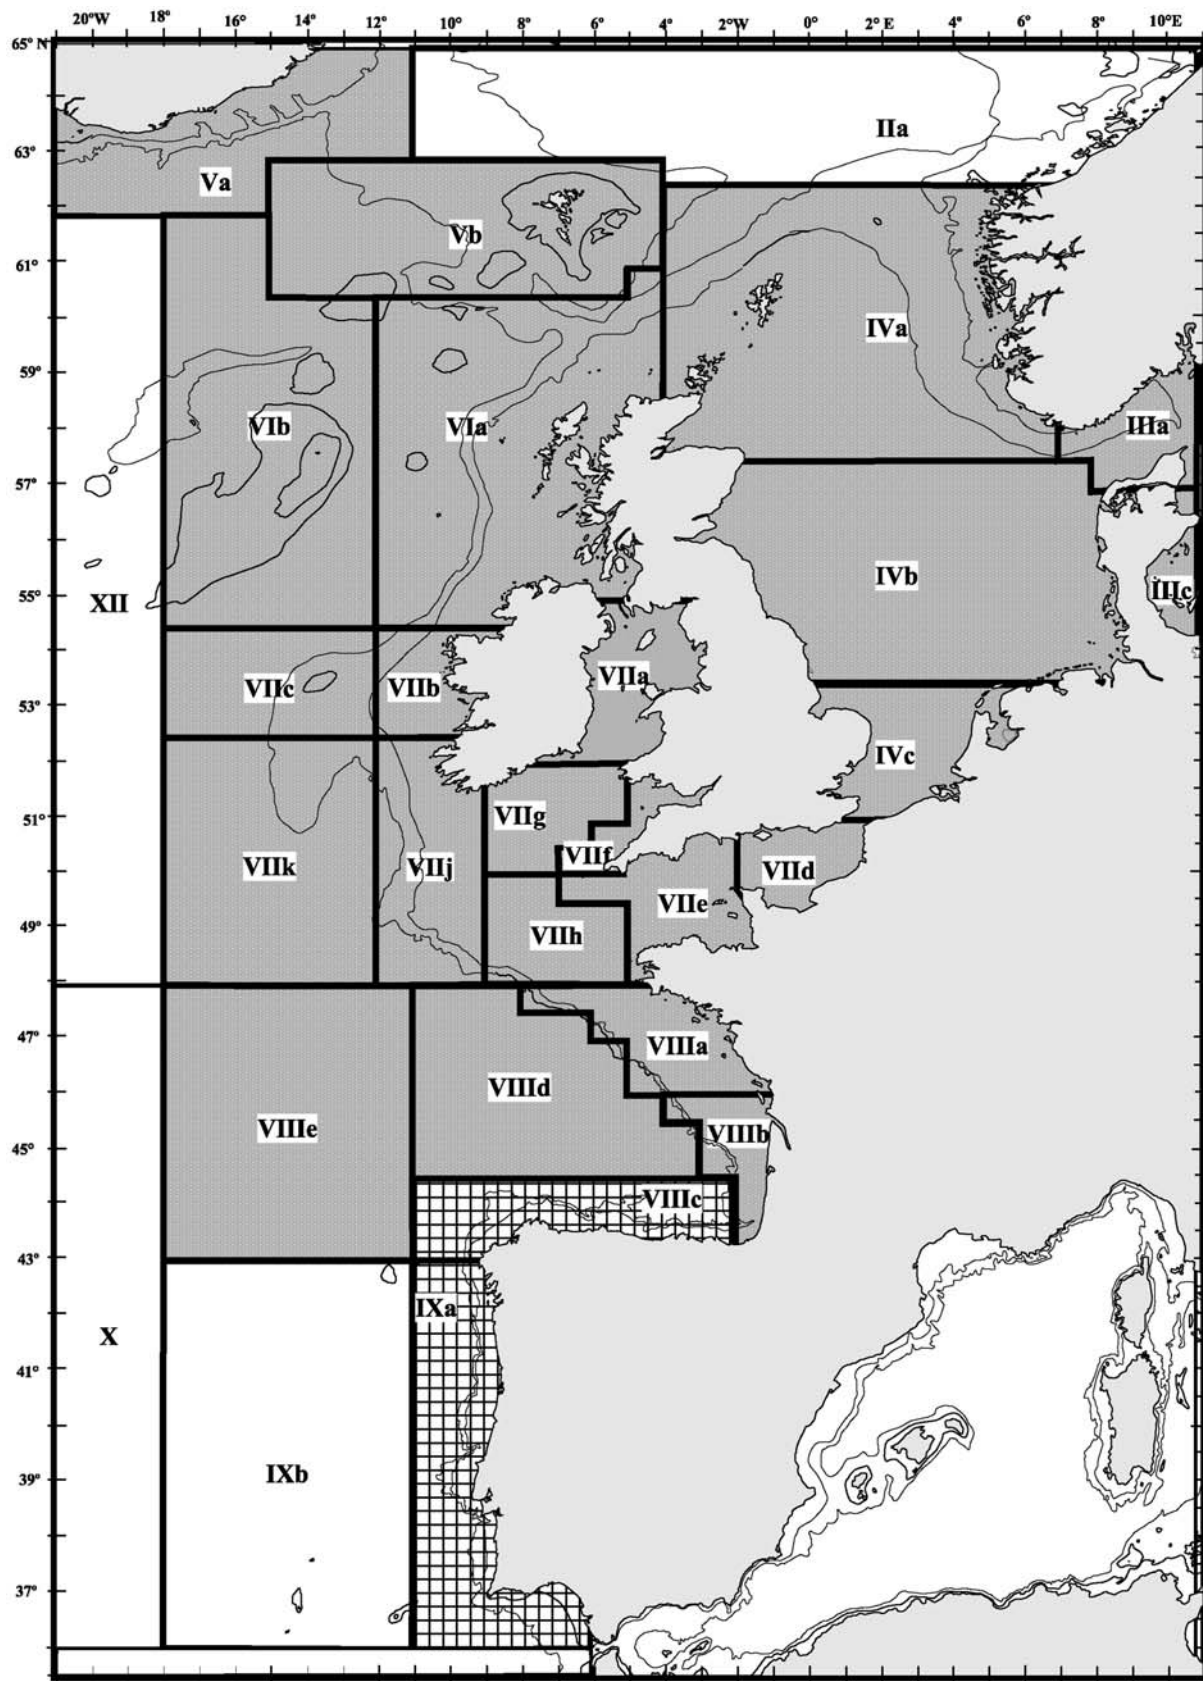 20°W 18° 16° 14° 12° 10° 8° 6° 4° 2°W 0° 2°E 4° 6° 8° 10°E
65° N
IIa
63°
Va
Vb
61°
IVa
59°
VIb VIa IIIa
57°
IVb
IIIc
55°
XII
VIIa
VIIc VIIb
53°
IVc
51°
VIIg
VIIf
VIIk VIIj VIId
VIIe
49°
VIIh
47°
VIIIa
VIIId
VIIIe VIIIb
45°
VIIIc
43°
IXa
X
41°
IXb
39°
37°